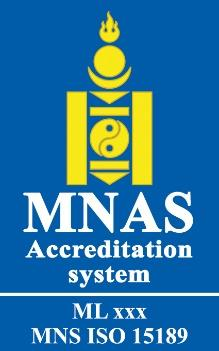 MNAS
Accreditation
system
ML xxx
MNS ISO 15189